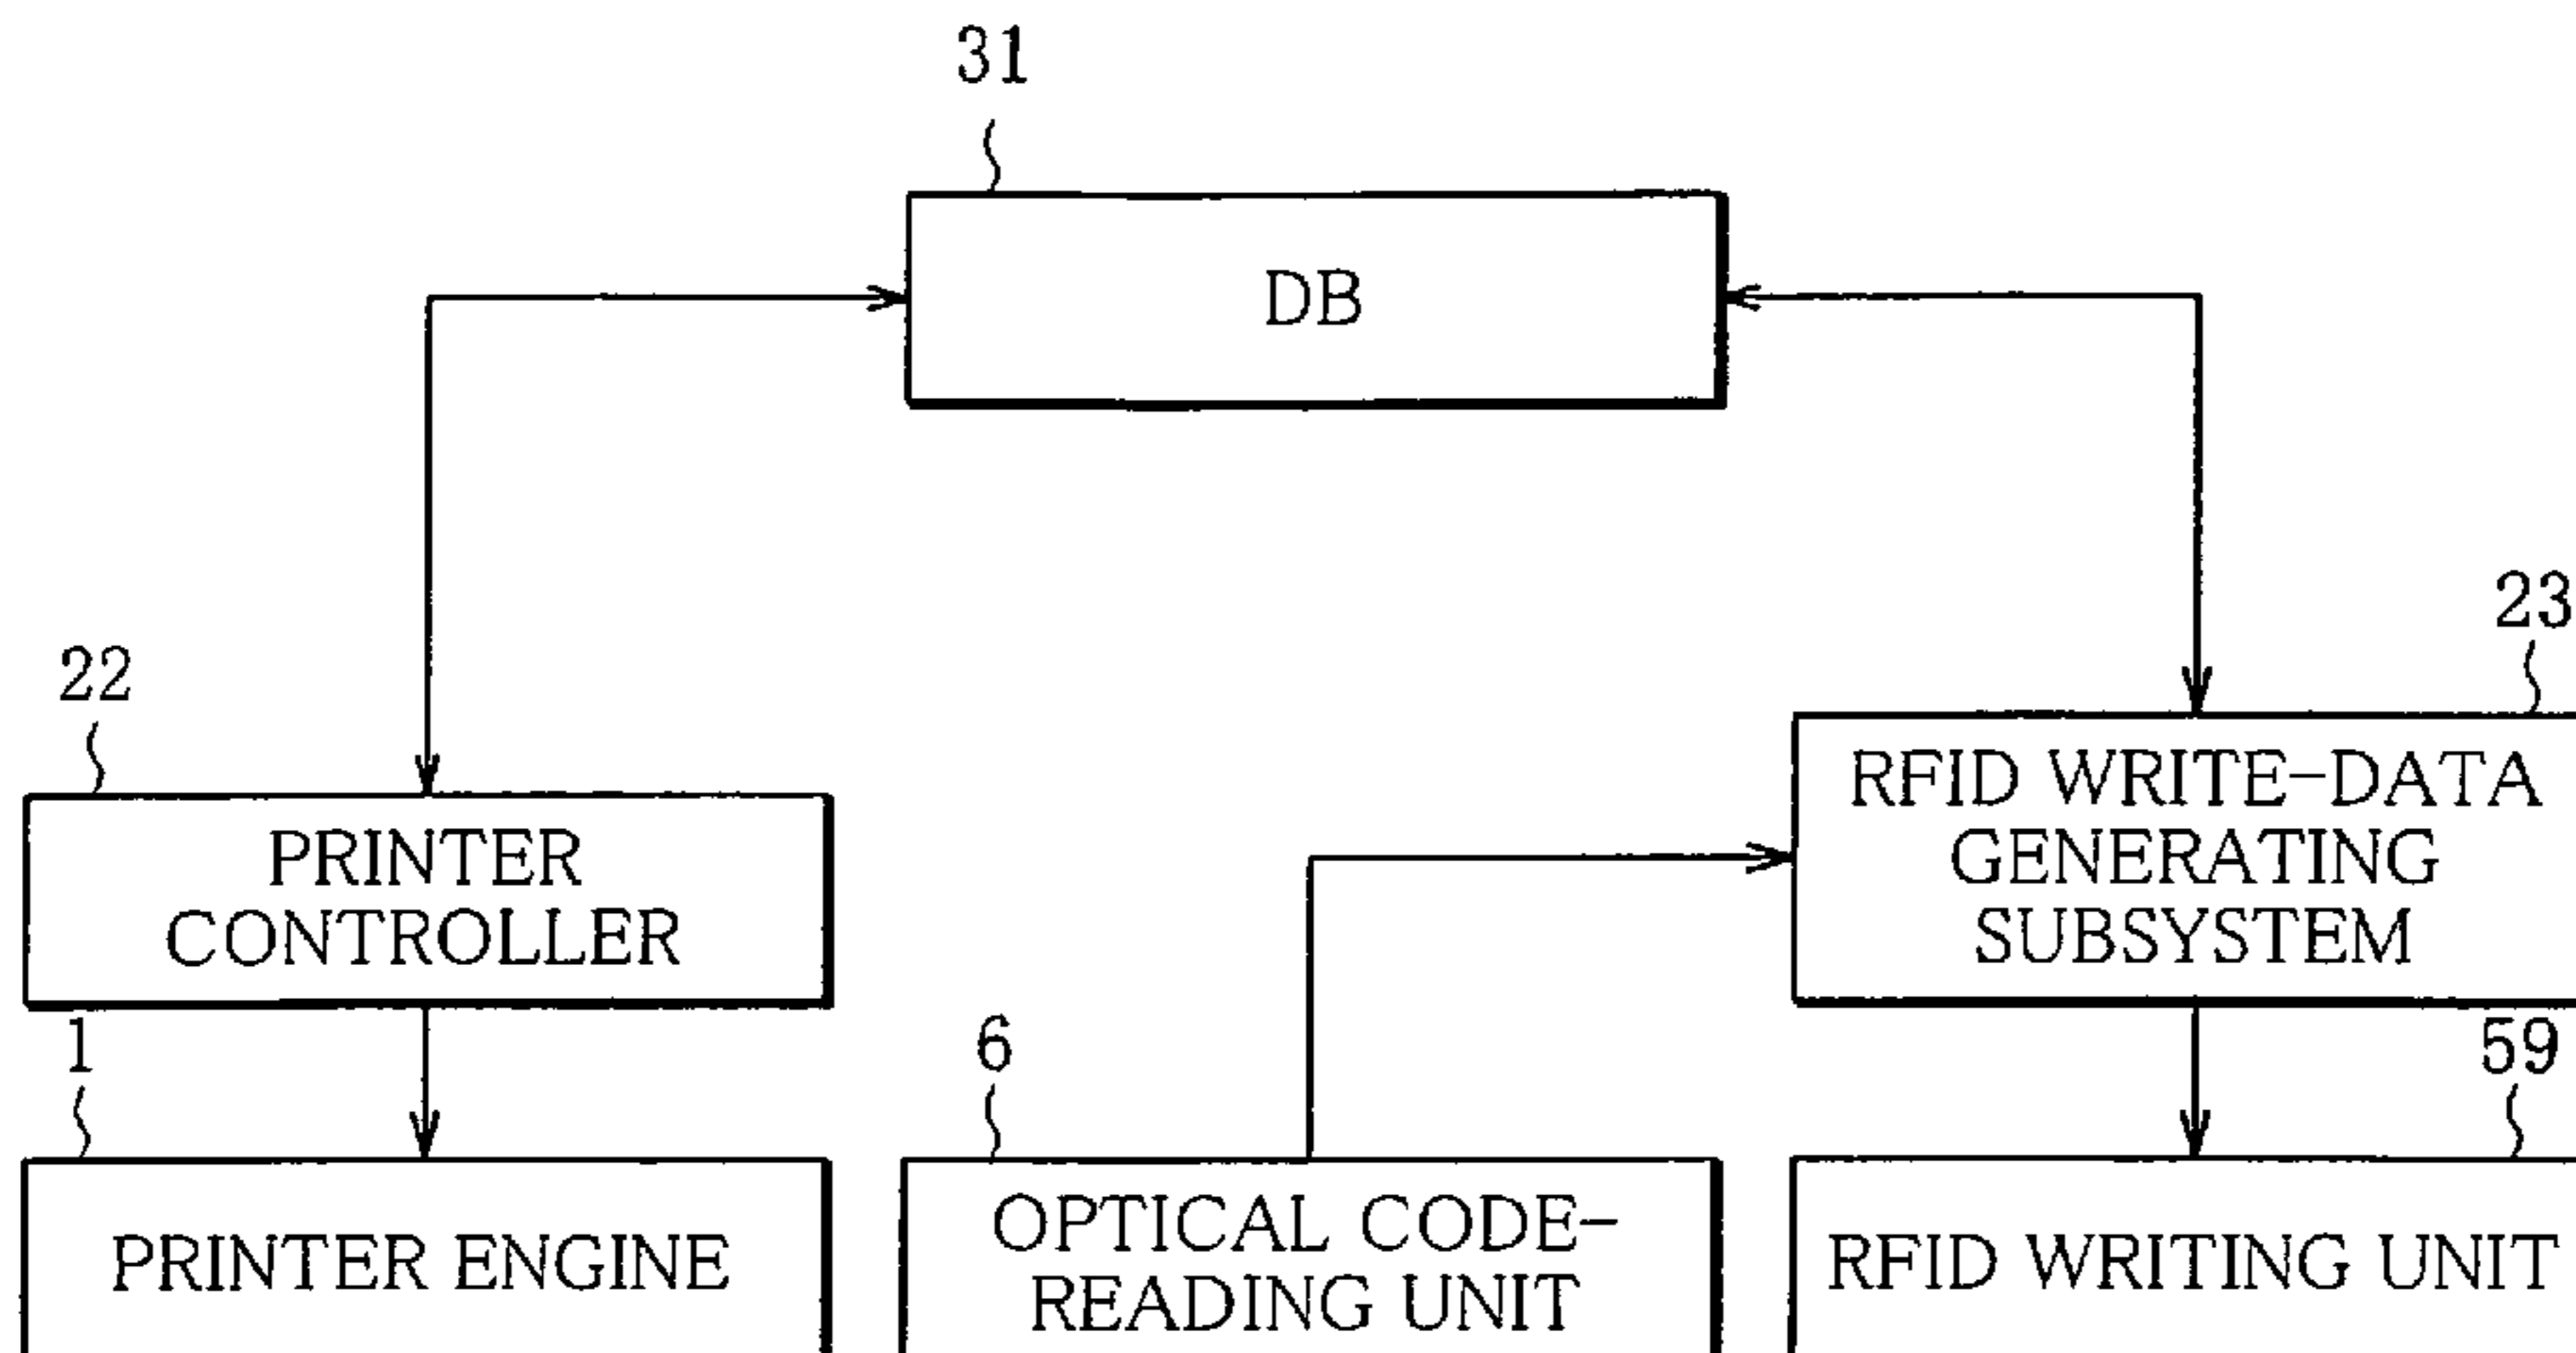 31
DB
22
23
PRINTER
CONTROLLER
RFID WRITE-DATA
GENERATING
SUBSYSTEM
1
6
59
PRINTER ENGINE
OPTICAL CODE-
READING UNIT
RFID WRITING UNIT